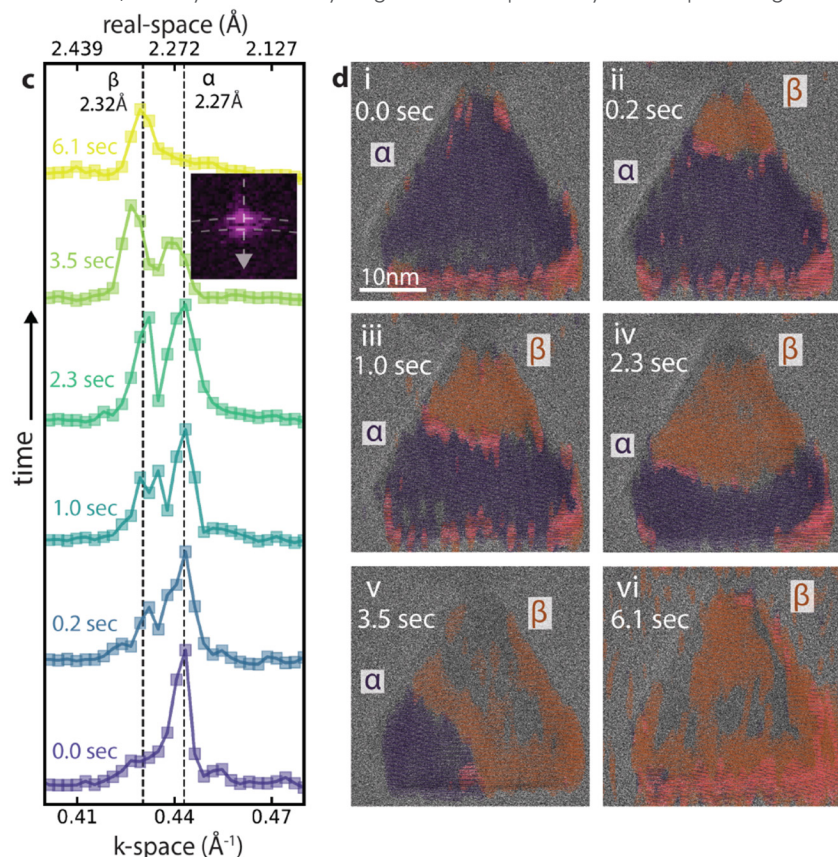 real-space (Å)
2.439 2.272 2.127
c
β
2.32Å
α
2.27Å
6.1 sec
3.5 sec
2.3 sec
1.0 sec
0.2 sec
0.0 sec
time
0.41 0.44 0.47
k-space (Å⁻¹)
d
i
0.0 sec
α
10nm
ii
0.2 sec
β
α
iii
1.0 sec
β
α
iv
2.3 sec
β
α
v
3.5 sec
β
α
vi
6.1 sec
β